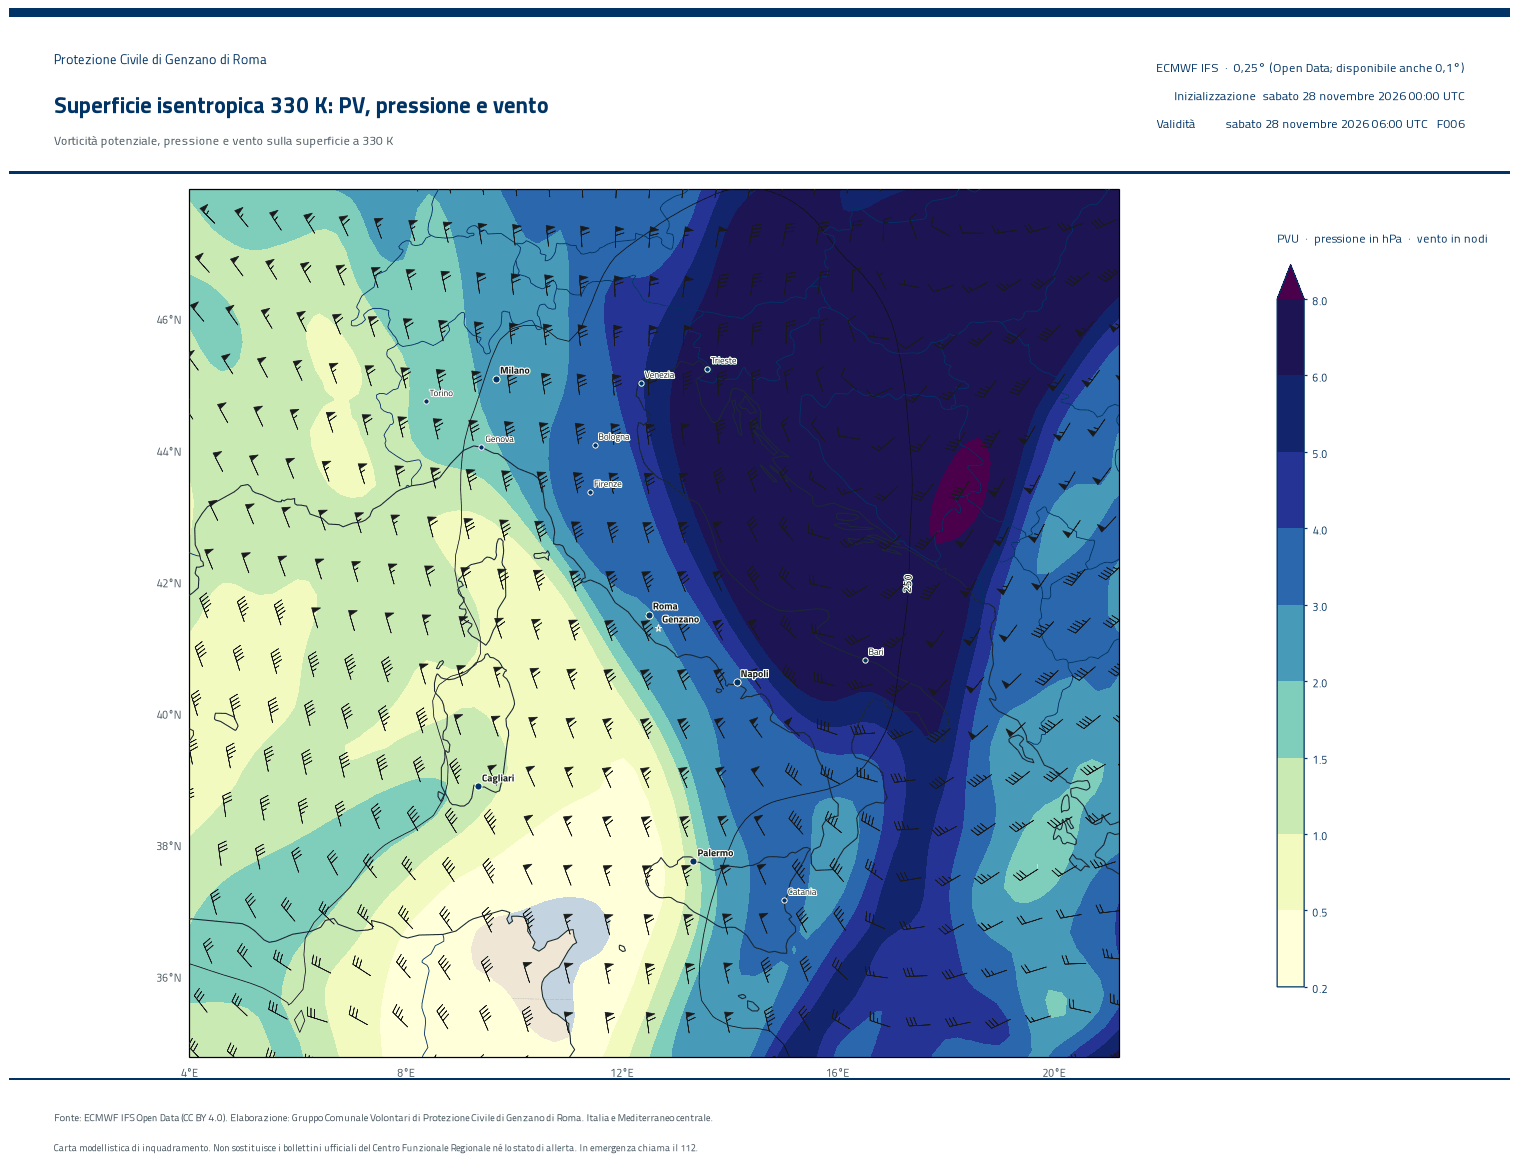 Protezione Civile di Genzano di Roma
Superficie isentropica 330 K: PV, pressione e vento
Vorticità potenziale, pressione e vento sulla superficie a 330 K
ECMWF IFS · 0,25° (Open Data; disponibile anche 0,1°)
Inizializzazione sabato 28 novembre 2026 00:00 UTC
Validità sabato 28 novembre 2026 06:00 UTC F006
PVU · pressione in hPa · vento in nodi
8.0
6.0
5.0
4.0
3.0
2.0
1.5
1.0
0.5
0.2
46°N
44°N
42°N
40°N
38°N
36°N
4°E
8°E
12°E
16°E
20°E
Trieste
Milano
Venezia
Torino
Genova
Bologna
Firenze
250
Roma
Genzano
Bari
Napoli
Cagliari
Palermo
Catania
Fonte: ECMWF IFS Open Data (CC BY 4.0). Elaborazione: Gruppo Comunale Volontari di Protezione Civile di Genzano di Roma. Italia e Mediterraneo centrale.
Carta modellistica di inquadramento. Non sostituisce i bollettini ufficiali del Centro Funzionale Regionale né lo stato di allerta. In emergenza chiama il 112.